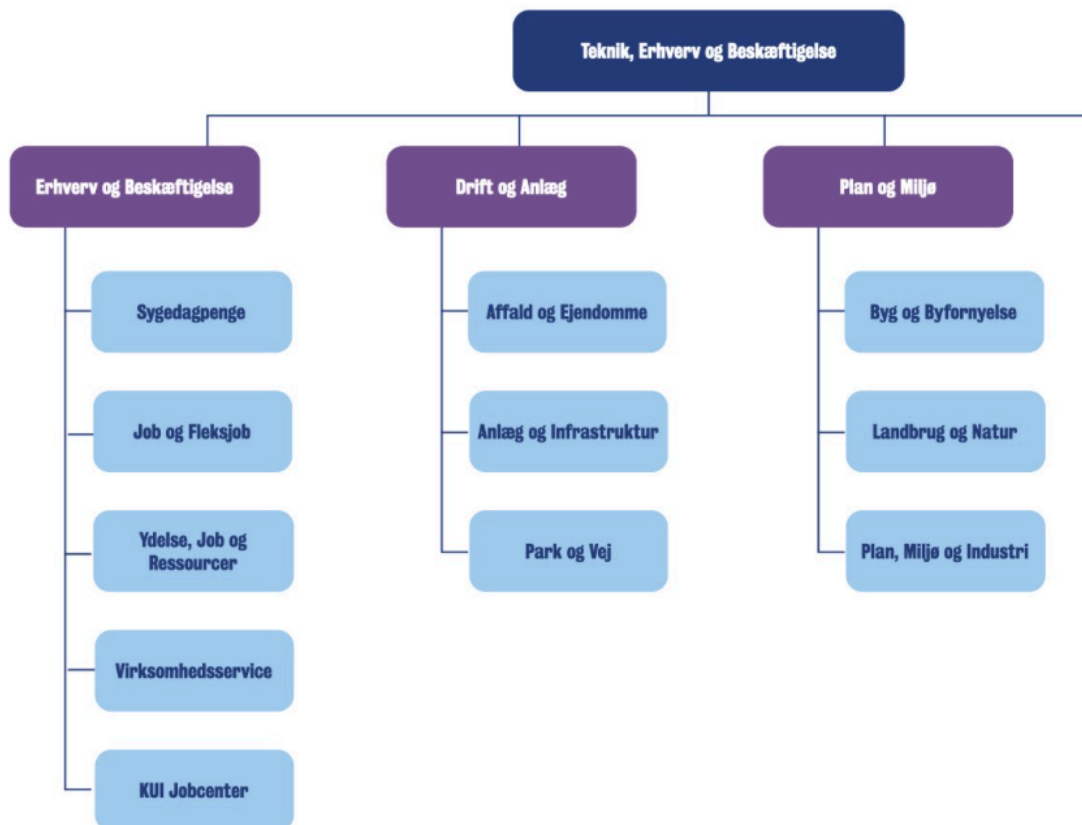 Teknik, Erhverv og Beskæftigelse
Erhverv og Beskæftigelse
Drift og Anlæg
Plan og Miljø
Sygedagpenge
Affald og Ejendomme
Byg og Byfornyelse
Job og Fleksjob
Anlæg og Infrastruktur
Landbrug og Natur
Ydelse, Job og
Ressourcer
Park og Vej
Plan, Miljø og Industri
Virksomhedsservice
KUI Jobcenter